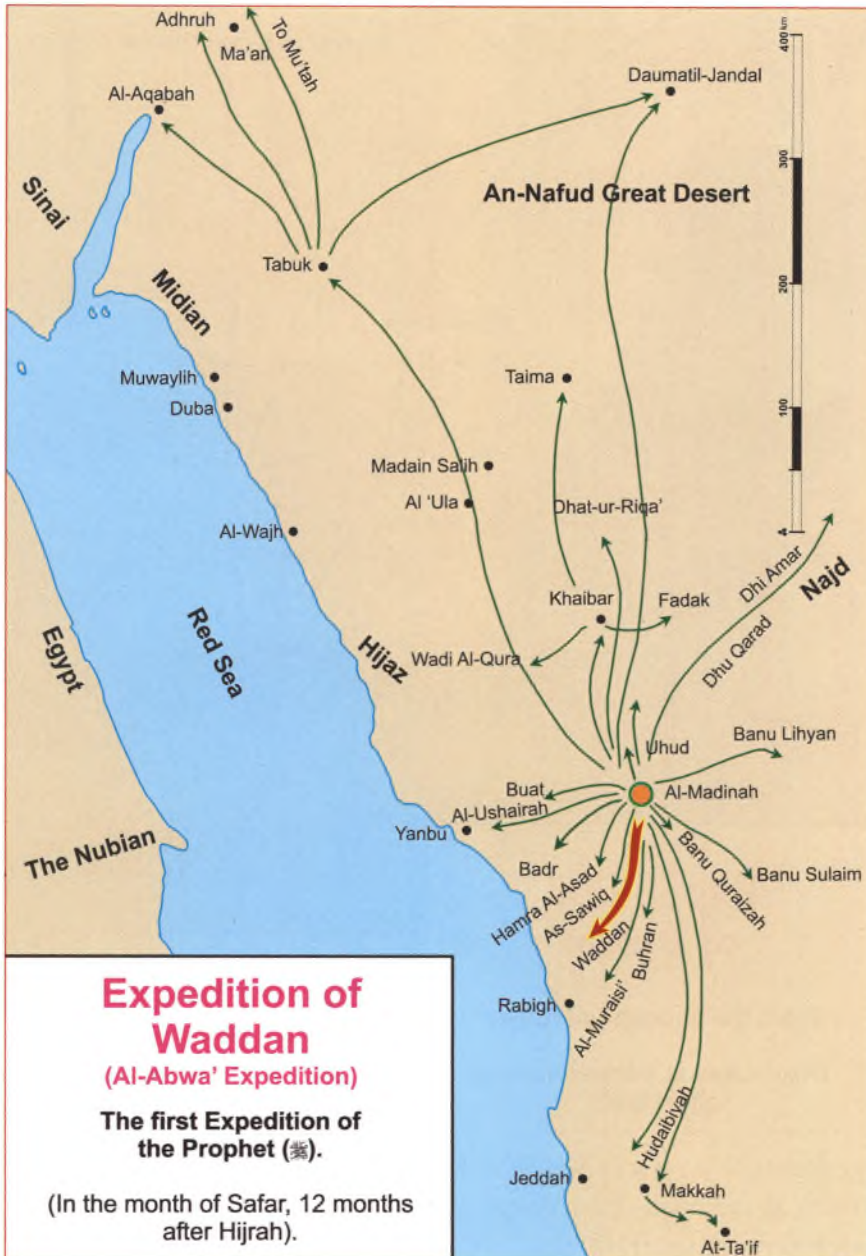 Adhruh
Ma'an
To Mu'tah
Al-Aqabah
Daumatil-Jandal
400 km
300
200
100
Sinai
An-Nafud Great Desert
Tabuk
Midian
Muwaylih
Duba
Taima
Madain Salih
Al 'Ula
Dhat-ur-Riqa'
Al-Wajh
Khaibar
Fadak
Dhi Amar
Najd
Dhu Qarad
Wadi Al-Qura
Egypt
Red Sea
Hijaz
Uhud
Banu Lihyan
Buat
Al-Madinah
Al-Ushairah
Yanbu
The Nubian
Badr
Hamra Al-Asad
As-Sawiq
Waddan
Buhran
Al-Muraisi'
Banu Quraizah
Banu Sulaim
Rabigh
Hudaibiyah
Jeddah
Makkah
At-Ta'if
Expedition of
Waddan
(Al-Abwa' Expedition)
The first Expedition of
the Prophet (ﷺ).
(In the month of Safar, 12 months
after Hijrah).